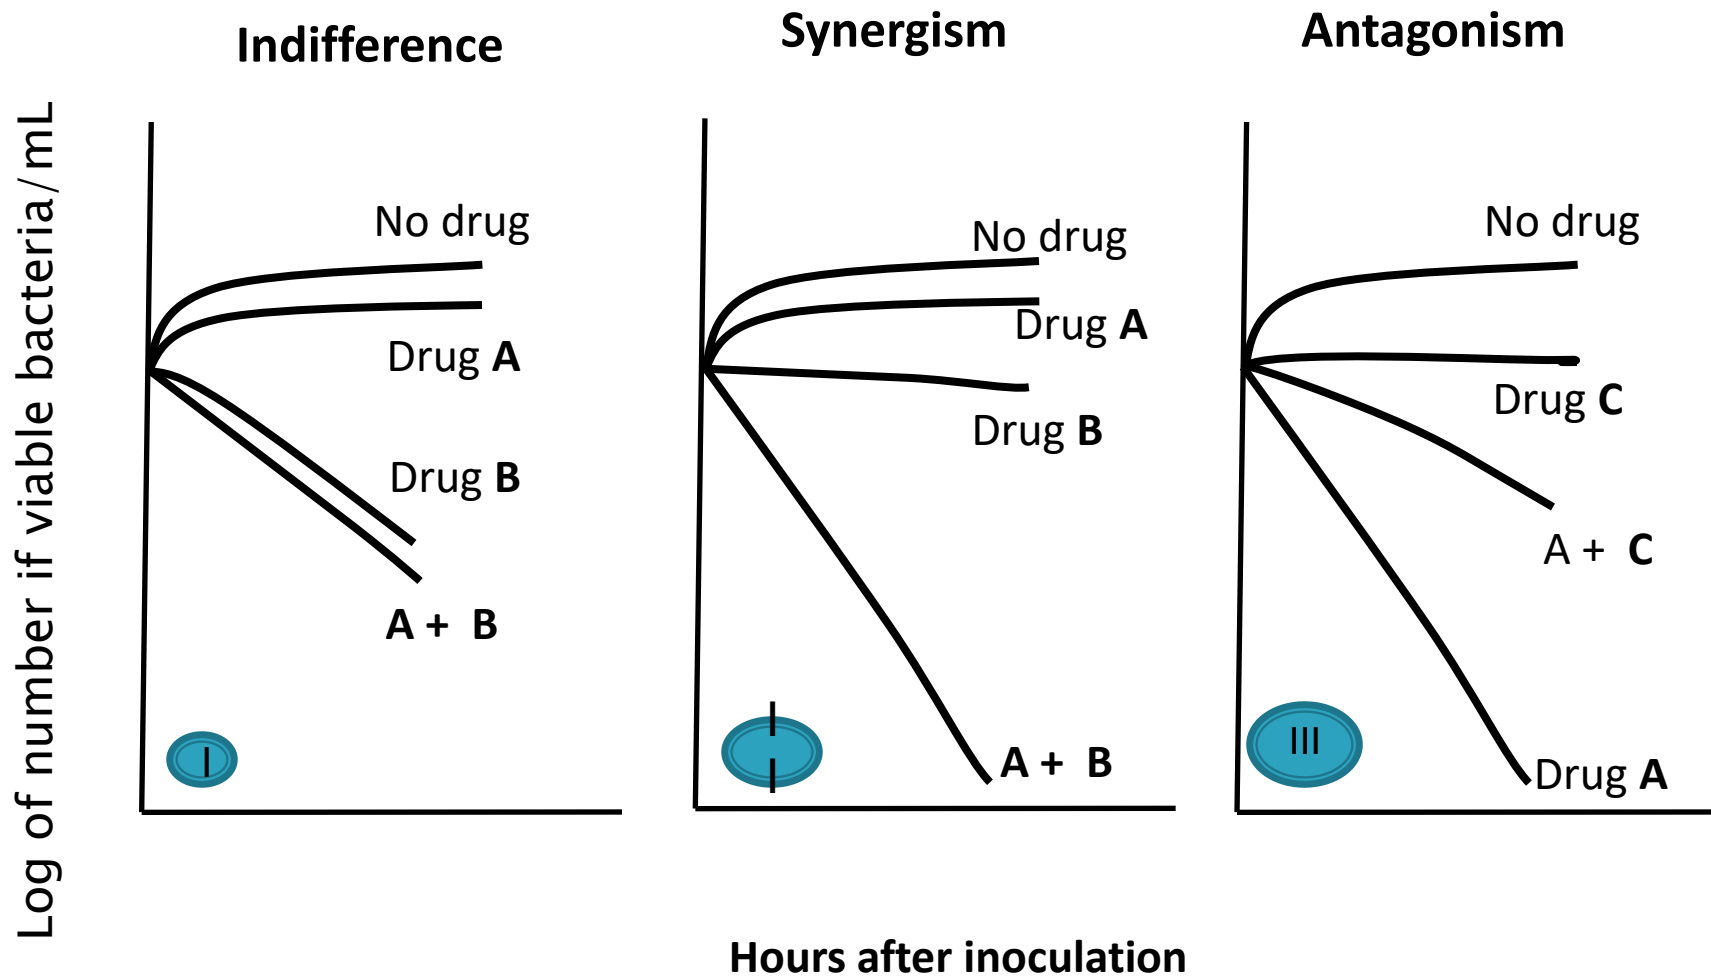 Indifference
Synergism
Antagonism
Log of number if viable bacteria/mL
No drug
Drug A
Drug B
A + B
I
No drug
Drug A
Drug B
A + B
I
I
No drug
Drug C
A + C
Drug A
III
Hours after inoculation